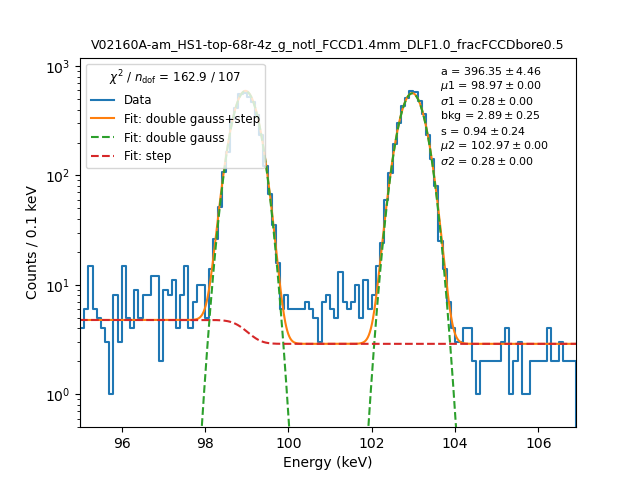 V02160A-am_HS1-top-68r-4z_g_notl_FCCD1.4mm_DLF1.0_fracFCCDbore0.5
χ² / n_dof = 162.9 / 107
Data
Fit: double gauss+step
Fit: double gauss
Fit: step
a = 396.35 ± 4.46
μ1 = 98.97 ± 0.00
σ1 = 0.28 ± 0.00
bkg = 2.89 ± 0.25
s = 0.94 ± 0.24
μ2 = 102.97 ± 0.00
σ2 = 0.28 ± 0.00
Counts / 0.1 keV
10³
10²
10¹
10⁰
96 98 100 102 104 106
Energy (keV)